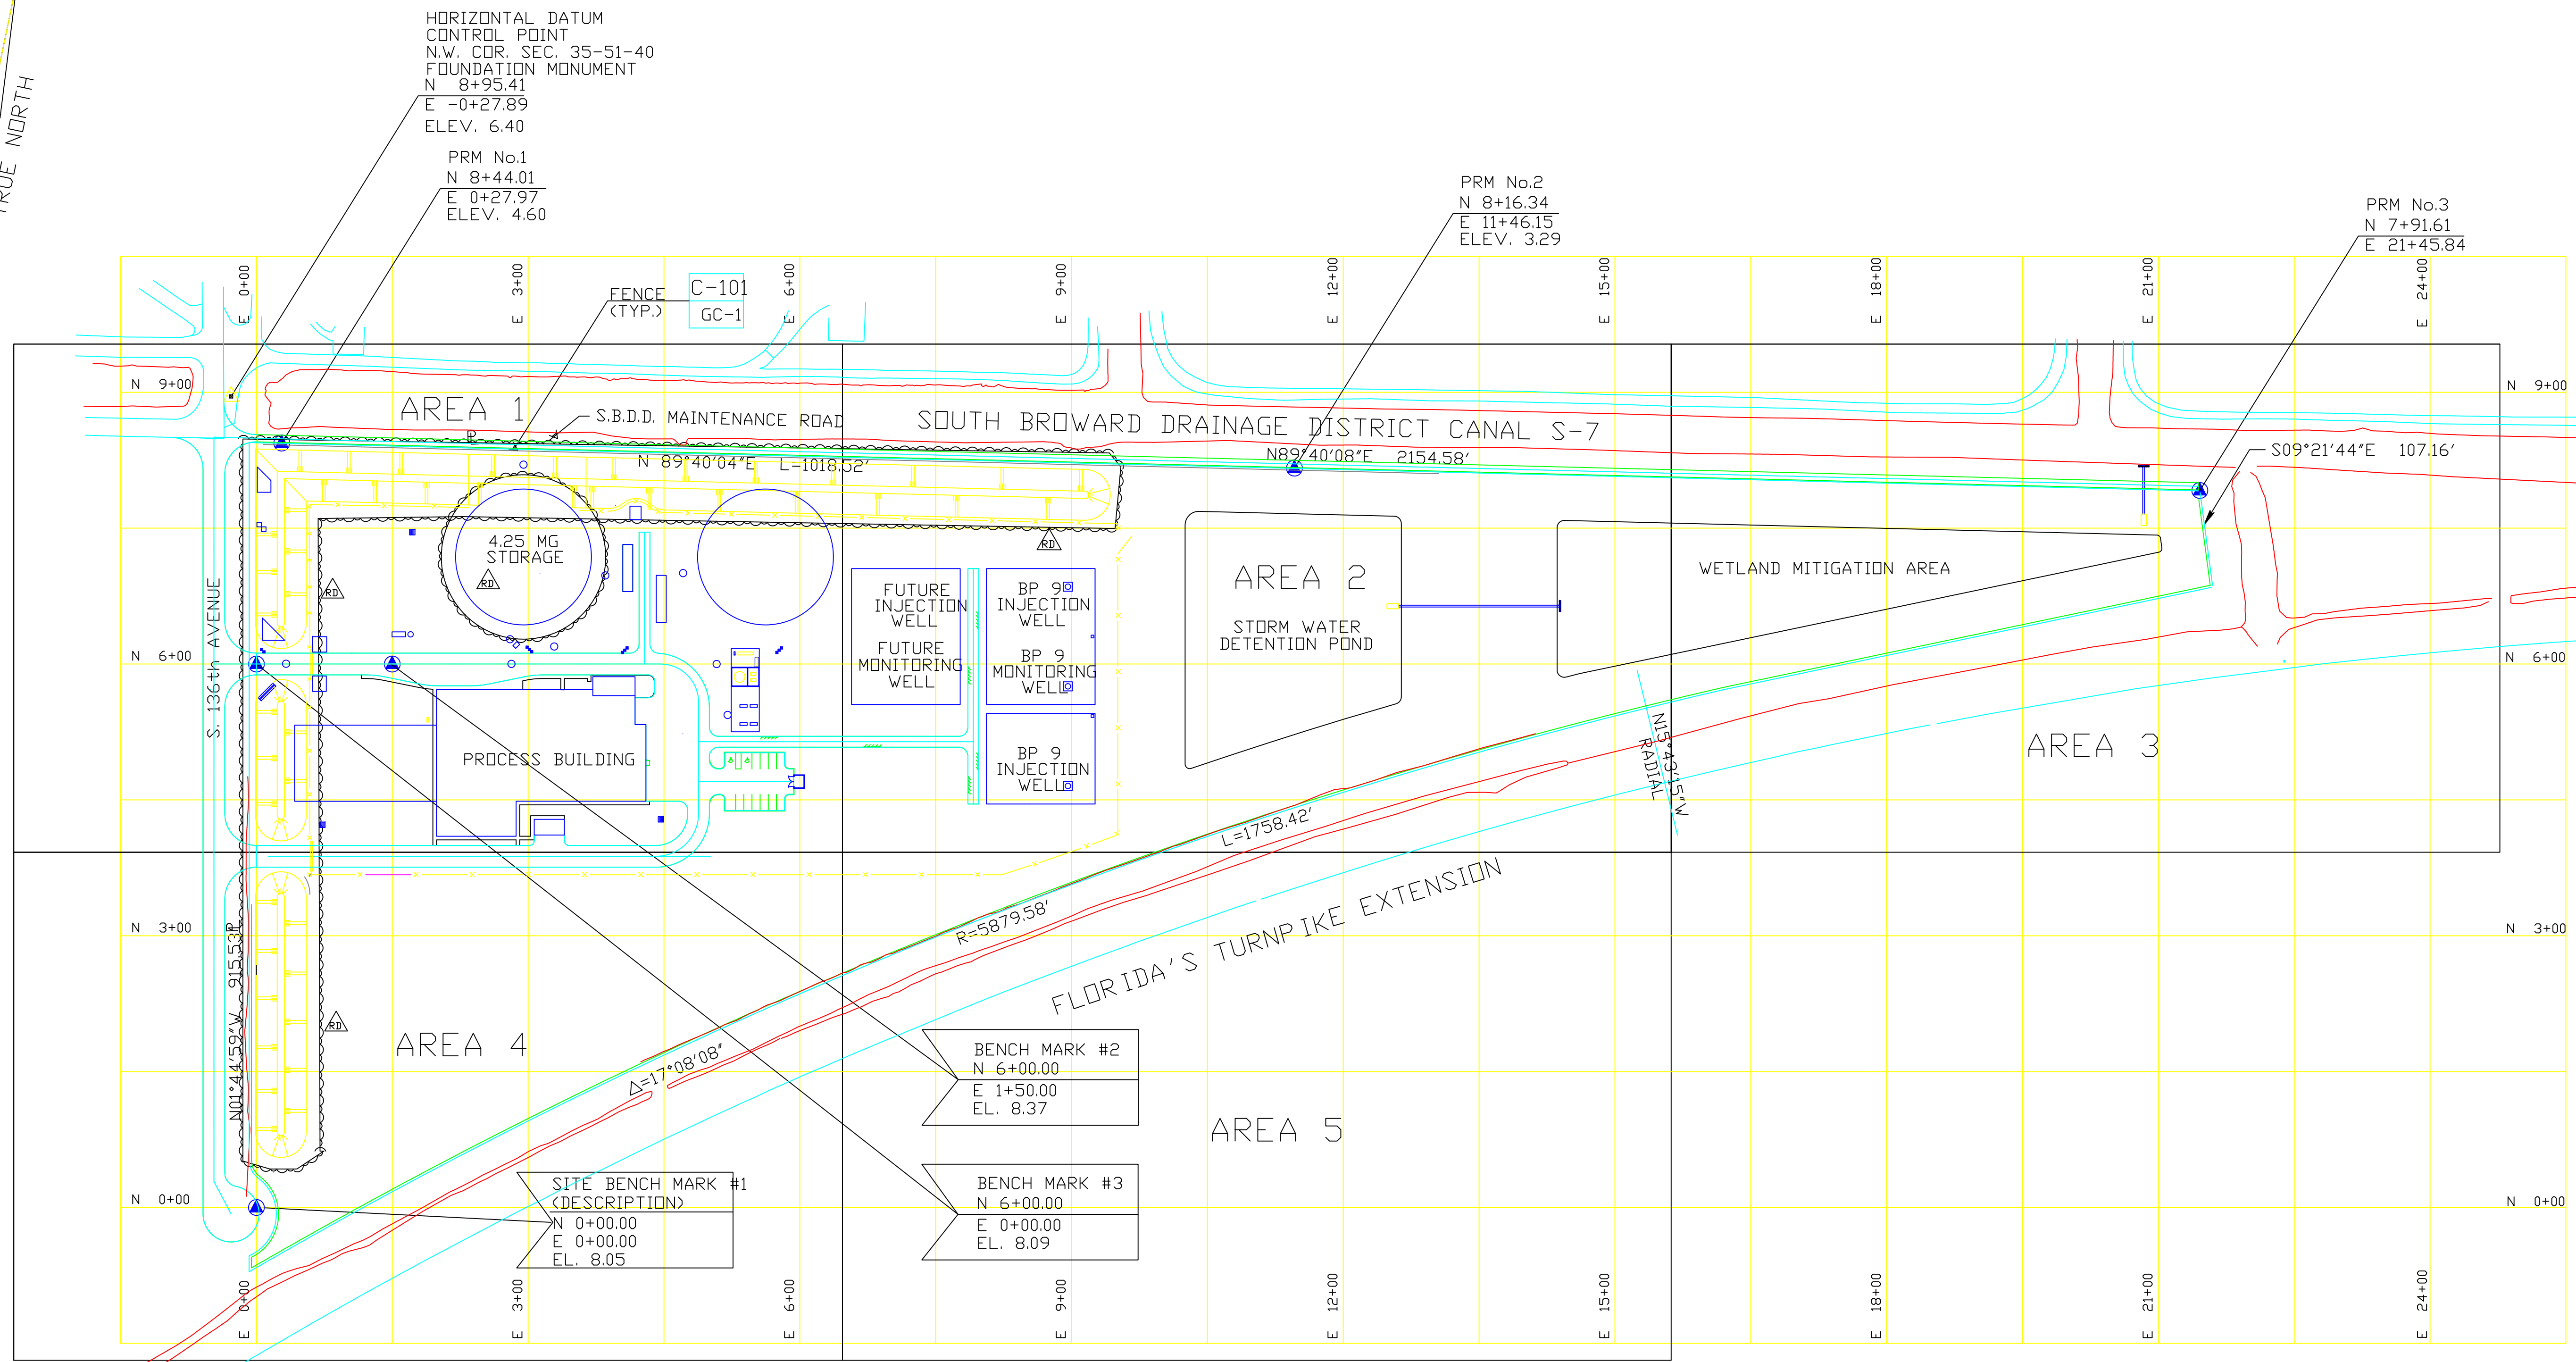 HORIZONTAL DATUM
CONTROL POINT
N.W. COR. SEC. 35-51-40
FOUNDATION MONUMENT
N 8+95.41
E -0+27.89
ELEV. 6.40
TRUE NORTH
PRM No.1
N 8+44.01
E 0+27.97
ELEV. 4.60
PRM No.2
N 8+16.34
E 11+46.15
ELEV. 3.29
PRM No.3
N 7+91.61
E 21+45.84
E 0+00
E 3+00
E 6+00
E 9+00
E 12+00
E 15+00
E 18+00
E 21+00
E 24+00
FENCE
(TYP.)
C-101
GC-1
N 9+00
N 9+00
AREA 1
S.B.D.D. MAINTENANCE ROAD
SOUTH BROWARD DRAINAGE DISTRICT CANAL S-7
N 89°40'04"E L=1018.52'
N89°40'08"E 2154.58'
S09°21'44"E 107.16'
4.25 MG
STORAGE
RD
RD
RD
FUTURE
INJECTION
WELL
FUTURE
MONITORING
WELL
BP 9
INJECTION
WELL
BP 9
MONITORING
WELL
BP 9
INJECTION
WELL
AREA 2
STORM WATER
DETENTION POND
WETLAND MITIGATION AREA
S. 136th AVENUE
N 6+00
N 6+00
PROCESS BUILDING
N15°43'15"W
RADIAL
AREA 3
L=1758.42'
R=5879.58'
Δ=17°08'08"
FLORIDA'S TURNPIKE EXTENSION
N 3+00
N 3+00
N01°44'59"W 915.53'
RD
AREA 4
AREA 5
BENCH MARK #2
N 6+00.00
E 1+50.00
EL. 8.37
SITE BENCH MARK #1
(DESCRIPTION)
N 0+00.00
E 0+00.00
EL. 8.05
BENCH MARK #3
N 6+00.00
E 0+00.00
EL. 8.09
N 0+00
N 0+00
E 0+00
E 3+00
E 6+00
E 9+00
E 12+00
E 15+00
E 18+00
E 21+00
E 24+00